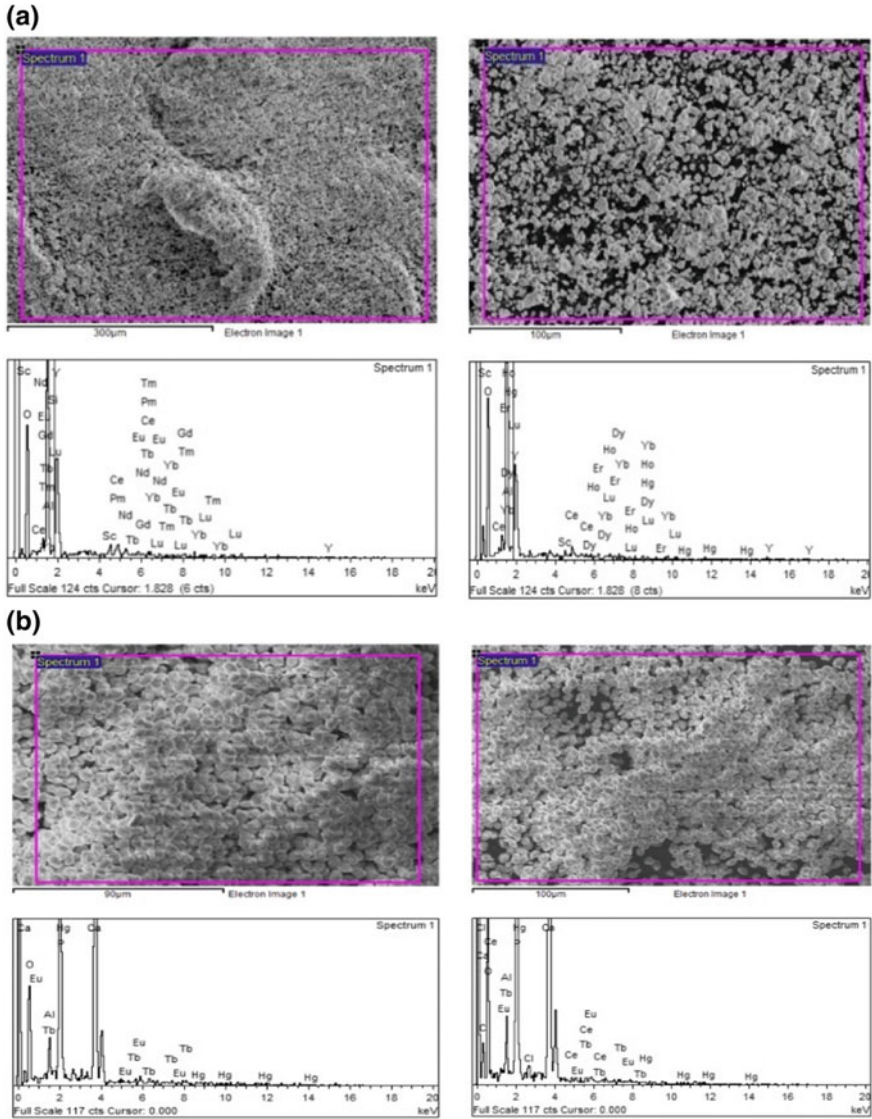 (a)
Spectrum 1
Spectrum 1
300µm Electron Image 1
100µm Electron Image 1
Spectrum 1
Sc
Nd Y
Si
O Eu
Gd
Lu
Tb
Tm
Al
Ce
Tm
Pm
Ce Gd
Eu Eu Tm
Tb Yb
Ce Nd Nd Eu
Pm Yb Tb Tm
Nd Gd Tm Tb Lu
Sc Tb Lu Lu Yb Yb Lu Y
0 2 4 6 8 10 12 14 16 18 20
Full Scale 124 cts Cursor: 1.828 (6 cts) keV
Spectrum 1
Sc Ho
O Hg
Er
Lu
Y
Dy
Al
Ce Yb
Dy Yb
Ho Yb Ho
Er Er Hg
Ho Lu Dy
Ce Yb Er Lu Yb
Ce Dy Ho Lu
Sc Dy Lu Er Hg Hg Hg Y Y
0 2 4 6 8 10 12 14 16 18 20
Full Scale 124 cts Cursor: 1.828 (8 cts) keV
(b)
Spectrum 1
Spectrum 1
90µm Electron Image 1
100µm Electron Image 1
Spectrum 1
Ca Hg Ca
P
O
Eu
Al
Tb
Eu Tb
Tb Tb
Eu Tb Eu Hg Hg Hg Hg
0 2 4 6 8 10 12 14 16 18 20
Full Scale 117 cts Cursor: 0.000 keV
Spectrum 1
Cl Hg Ca
Ce P
Ca
O Al
Tb
Eu
C Cl
Eu
Ce
Tb Tb
Ce Ce Eu Hg
Eu Tb Tb Hg Hg Hg
0 2 4 6 8 10 12 14 16 18 20
Full Scale 117 cts Cursor: 0.000 keV